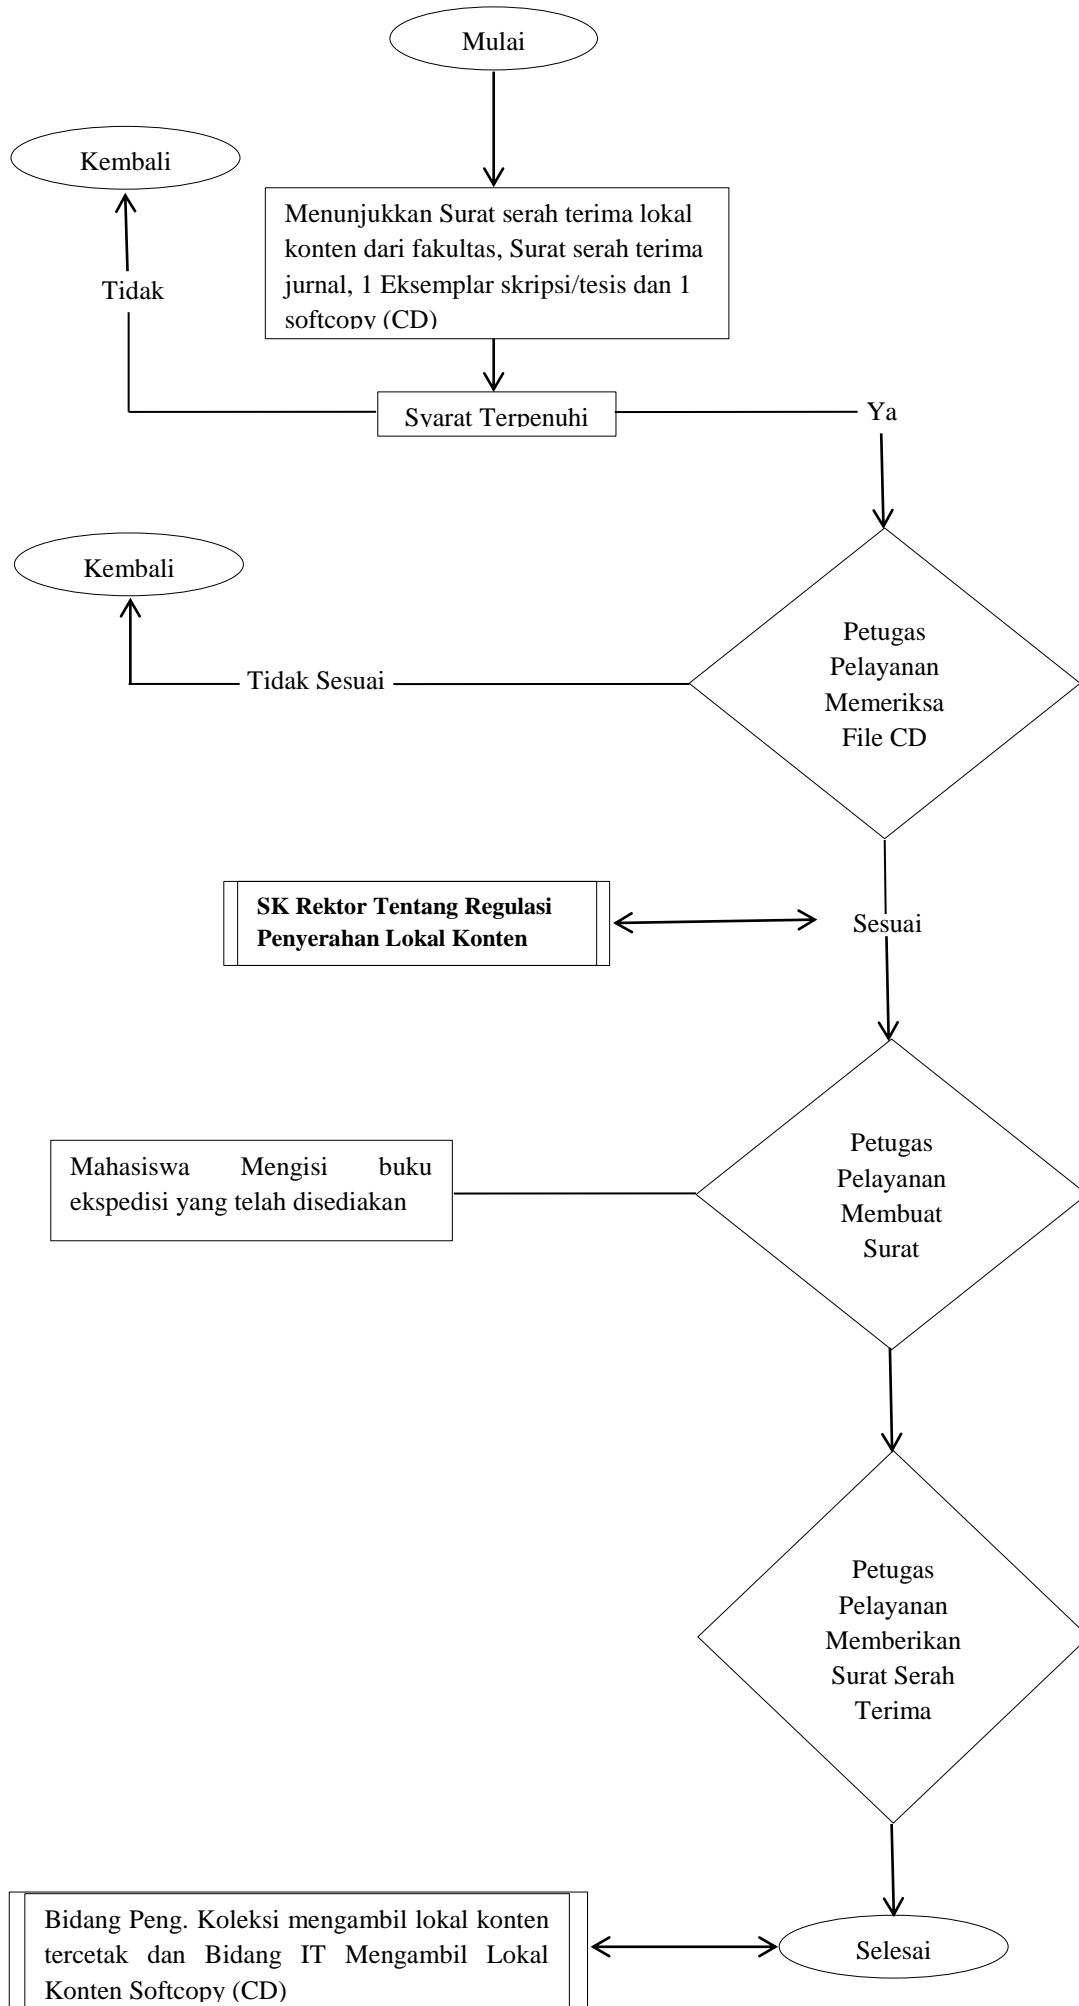 Mulai
Kembali
Menunjukkan Surat serah terima lokal
konten dari fakultas, Surat serah terima
jurnal, 1 Eksemplar skripsi/tesis dan 1
softcopy (CD)
Tidak
Syarat Terpenuhi
Ya
Kembali
Petugas
Pelayanan
Memeriksa
File CD
Tidak Sesuai
SK Rektor Tentang Regulasi
Penyerahan Lokal Konten
Sesuai
Mahasiswa Mengisi buku
ekspedisi yang telah disediakan
Petugas
Pelayanan
Membuat
Surat
Petugas
Pelayanan
Memberikan
Surat Serah
Terima
Bidang Peng. Koleksi mengambil lokal konten
tercetak dan Bidang IT Mengambil Lokal
Konten Softcopy (CD)
Selesai